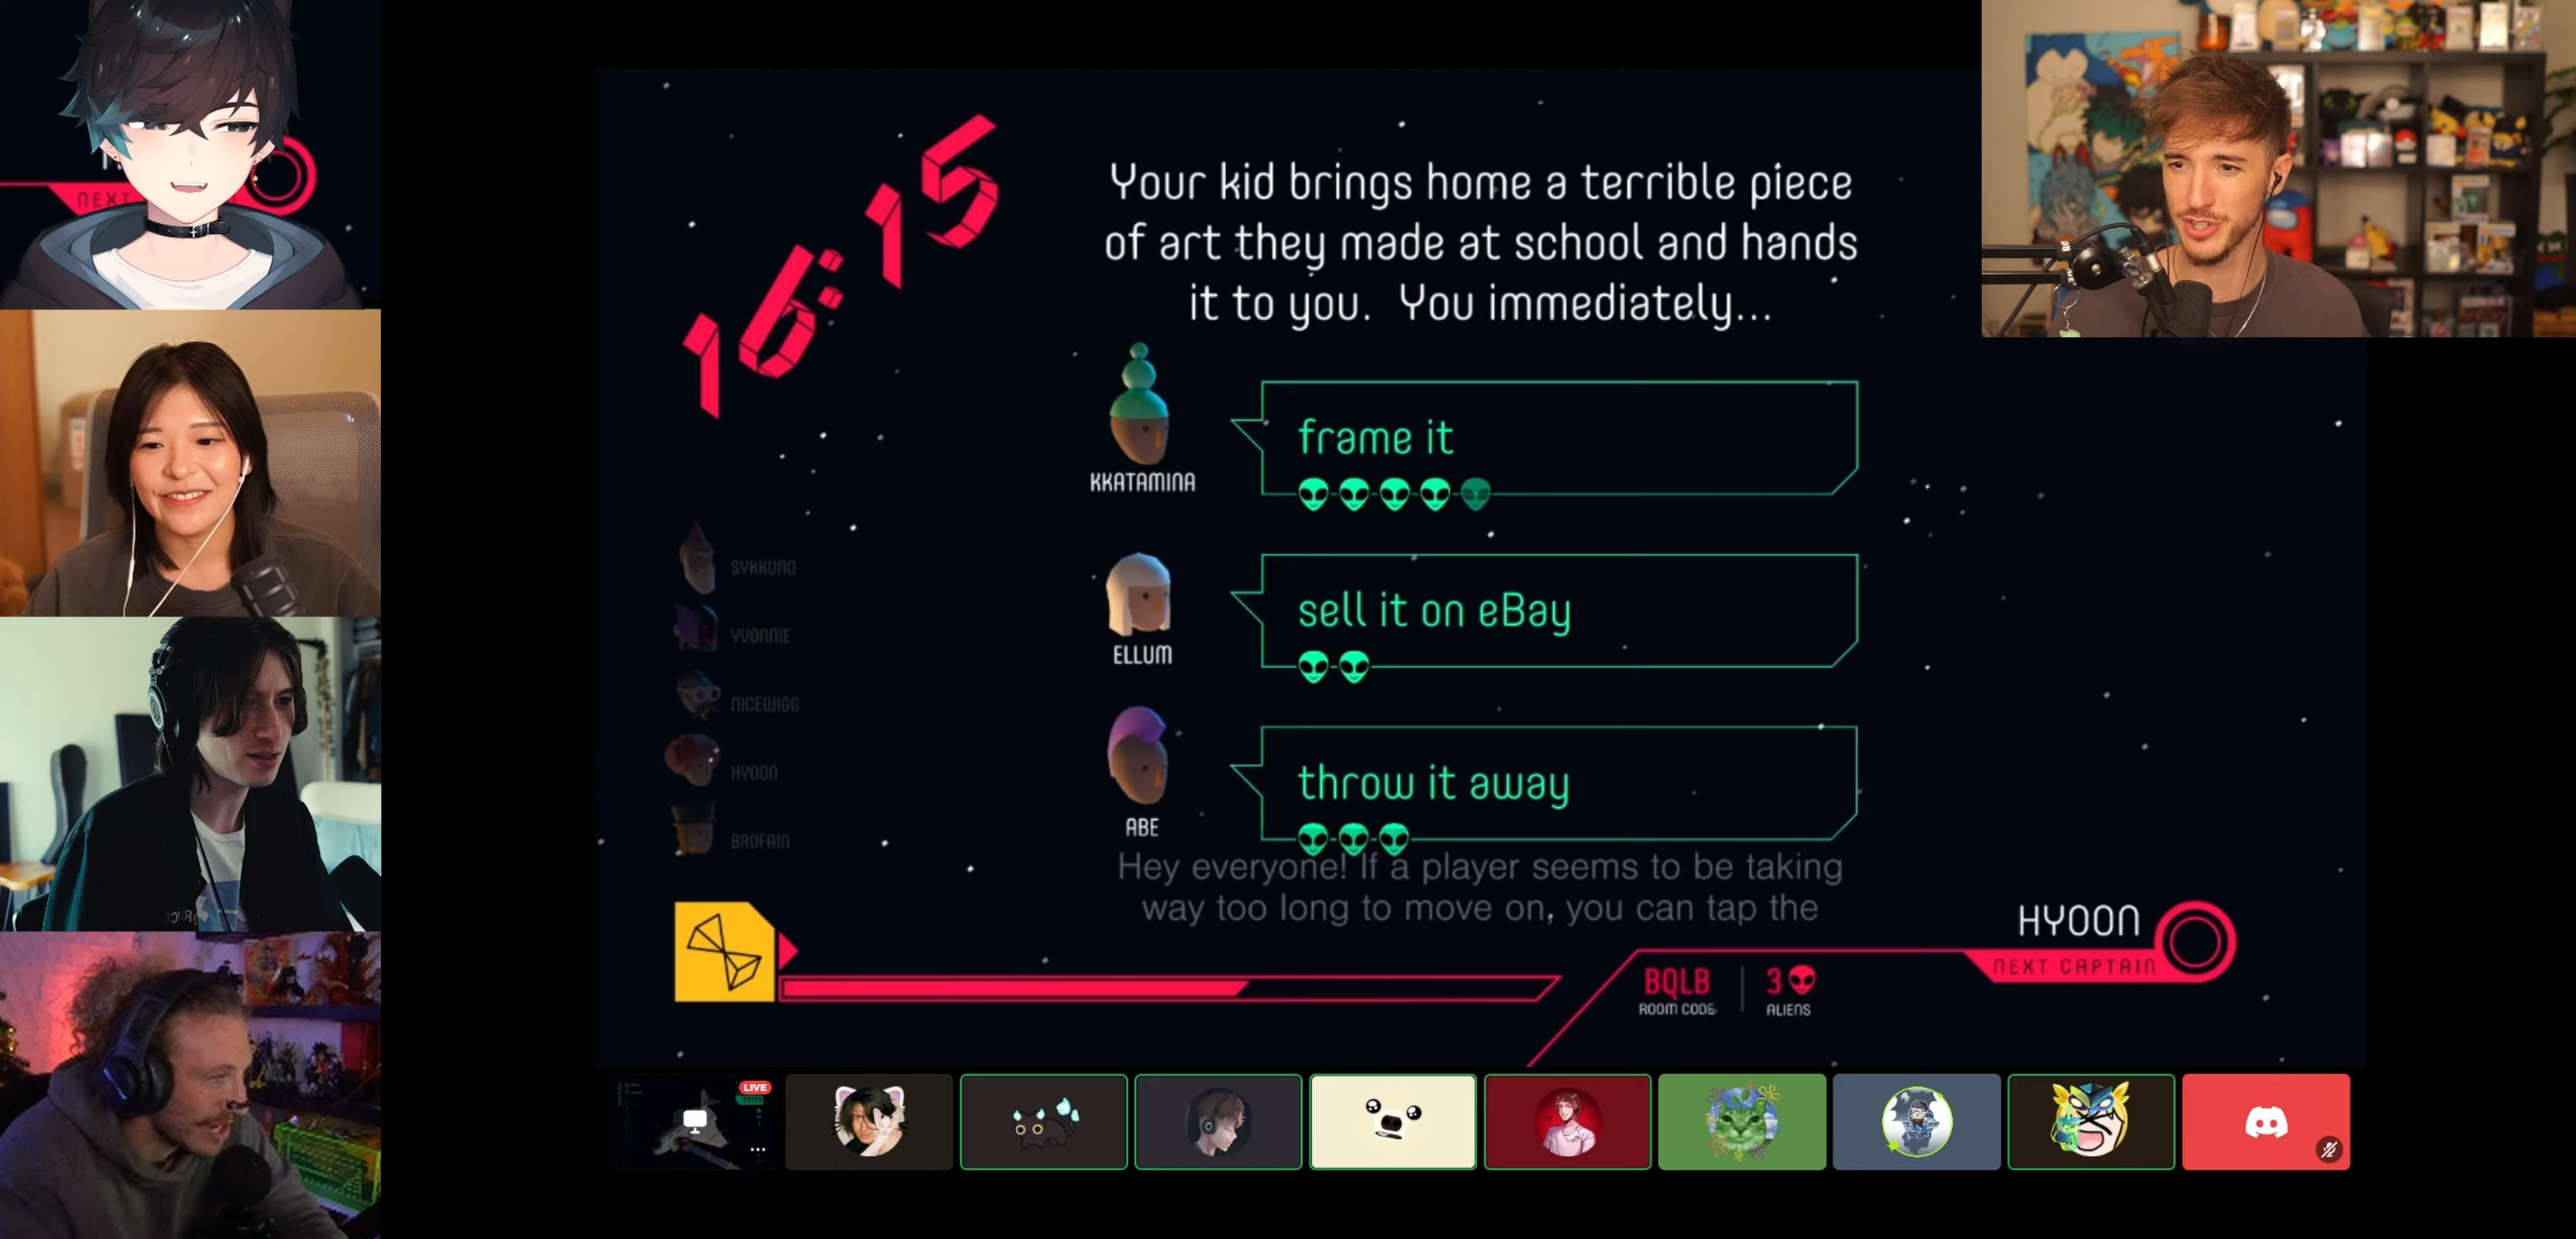 16:15
Your kid brings home a terrible piece
of art they made at school and hands
it to you. You immediately...
KKATAMINA
frame it
ELLUM
sell it on eBay
ABE
throw it away
SYKKUNO
YVONNIE
NICEWIGG
HYOON
BROFAIN
Hey everyone! If a player seems to be taking
way too long to move on, you can tap the
HYOON
NEXT CAPTAIN
BQLB
ROOM CODE
3
ALIENS
NEXT
LIVE